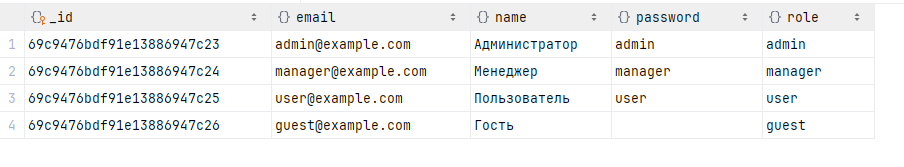 _id email name password role
1 69c9476bdf91e13886947c23 admin@example.com Администратор admin admin
2 69c9476bdf91e13886947c24 manager@example.com Менеджер manager manager
3 69c9476bdf91e13886947c25 user@example.com Пользователь user user
4 69c9476bdf91e13886947c26 guest@example.com Гость guest